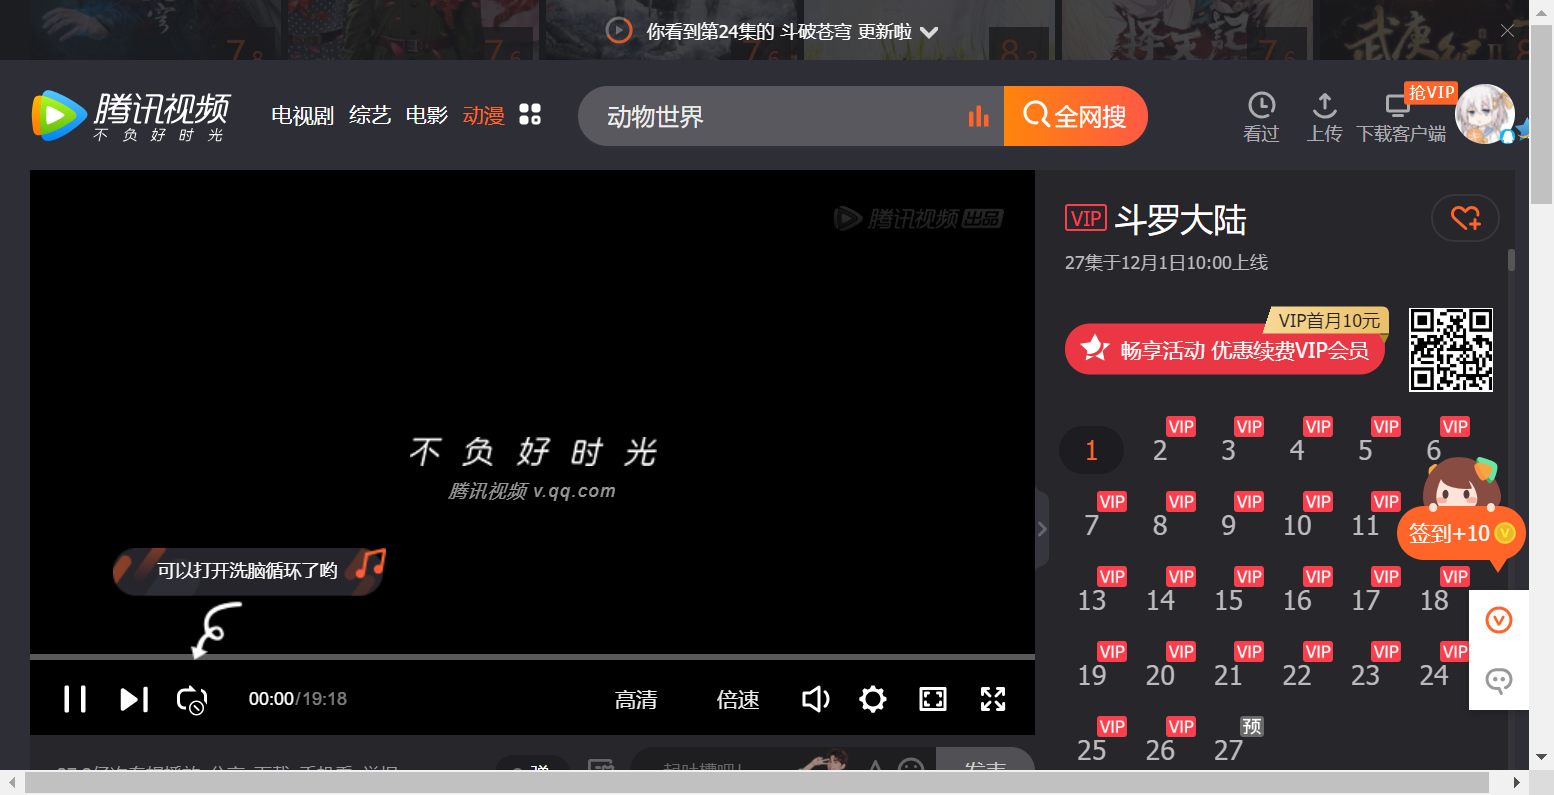 你看到第24集的 斗破苍穹 更新啦
腾讯视频
不负好时光
电视剧 综艺 电影 动漫
动物世界
全网搜
看过
上传
抢VIP
下载客户端
腾讯视频 出品
VIP 斗罗大陆
27集于12月1日10:00上线
VIP首月10元
畅享活动 优惠续费VIP会员
不负好时光
腾讯视频 v.qq.com
可以打开洗脑循环了哟
1 2 VIP 3 VIP 4 VIP 5 VIP 6 VIP
7 VIP 8 VIP 9 VIP 10 VIP 11 VIP
签到+10
13 VIP 14 VIP 15 VIP 16 VIP 17 VIP 18 VIP
19 VIP 20 VIP 21 VIP 22 VIP 23 VIP 24 VIP
25 VIP 26 VIP 27 预
00:00/19:18
高清
倍速